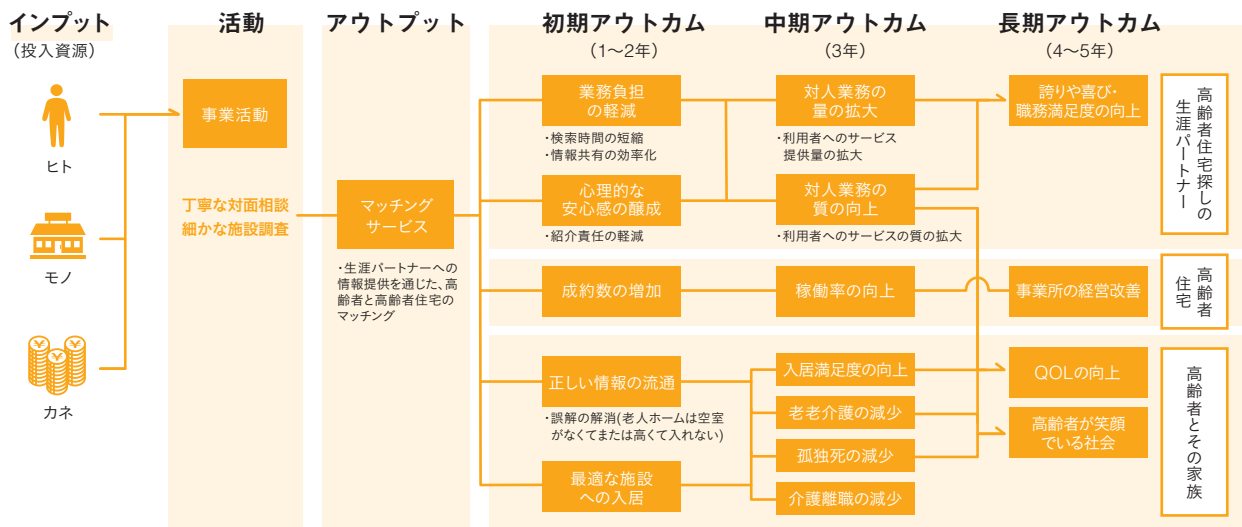 インプット
（投入資源）
ヒト
モノ
カネ
活動
事業活動
丁寧な対面相談
細かな施設調査
アウトプット
マッチング
サービス
・生涯パートナーへの
情報提供を通じた、高
齢者と高齢者住宅の
マッチング
初期アウトカム
（1〜2年）
業務負担
の軽減
・検索時間の短縮
・情報共有の効率化
心理的な
安心感の醸成
・紹介責任の軽減
成約数の増加
正しい情報の流通
・誤解の解消(老人ホームは空室
がなくてまたは高くて入れない)
最適な施設
への入居
中期アウトカム
（3年）
対人業務の
量の拡大
・利用者へのサービス
提供量の拡大
対人業務の
質の向上
・利用者へのサービスの質の拡大
稼働率の向上
入居満足度の向上
老老介護の減少
孤独死の減少
介護離職の減少
長期アウトカム
（4〜5年）
誇りや喜び・
職務満足度の向上
事業所の経営改善
QOLの向上
高齢者が笑顔
でいる社会
高齢者住宅探しの
生涯パートナー
高齢者
住宅
高齢者とその家族